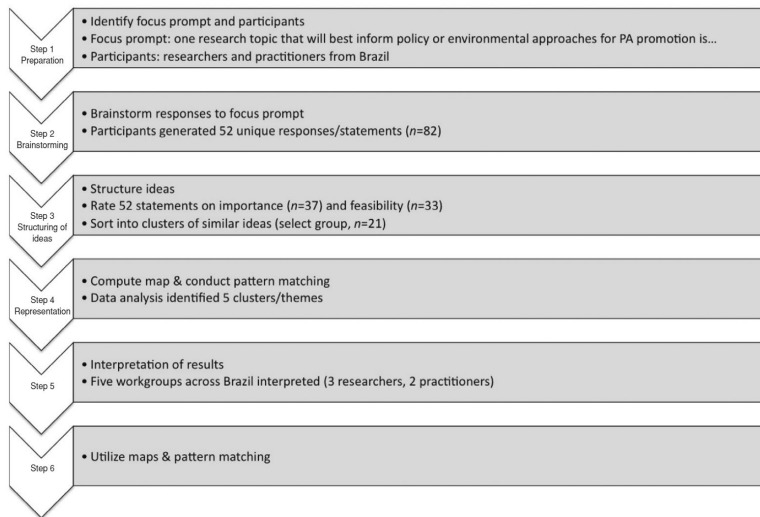 Step 1
Preparation
• Identify focus prompt and participants
• Focus prompt: one research topic that will best inform policy or environmental approaches for PA promotion is...
• Participants: researchers and practitioners from Brazil
Step 2
Brainstorming
• Brainstorm responses to focus prompt
• Participants generated 52 unique responses/statements (n=82)
Step 3
Structuring of
ideas
• Structure ideas
• Rate 52 statements on importance (n=37) and feasibility (n=33)
• Sort into clusters of similar ideas (select group, n=21)
Step 4
Representation
• Compute map & conduct pattern matching
• Data analysis identified 5 clusters/themes
Step 5
• Interpretation of results
• Five workgroups across Brazil interpreted (3 researchers, 2 practitioners)
Step 6
• Utilize maps & pattern matching